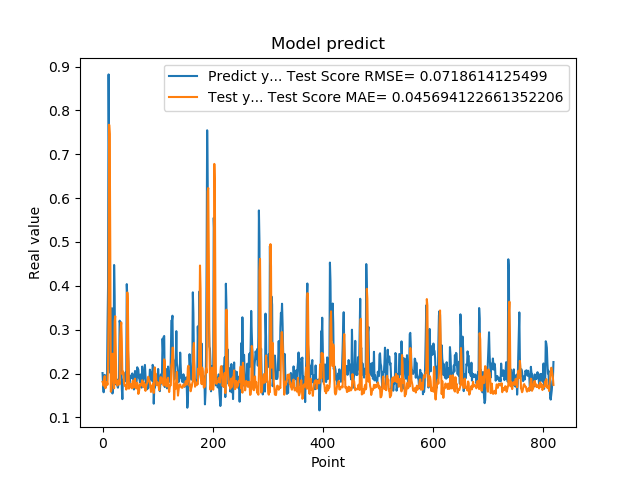 Model predict
Predict y... Test Score RMSE= 0.0718614125499
Test y... Test Score MAE= 0.045694122661352206
0.9
0.8
0.7
0.6
0.5
0.4
0.3
0.2
0.1
Real value
0 200 400 600 800
Point